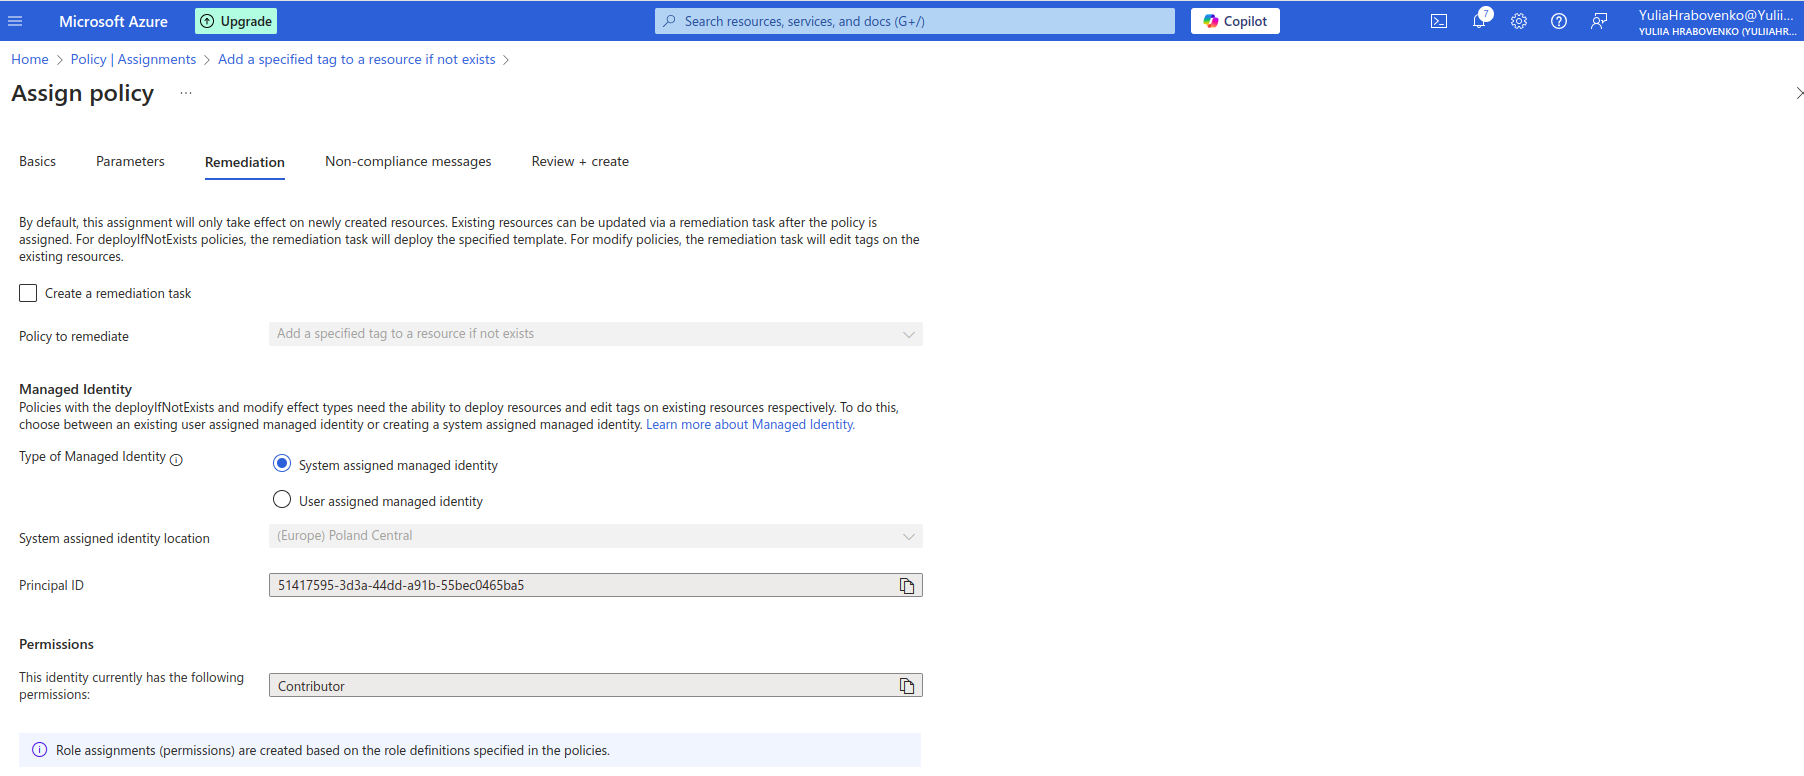 Microsoft Azure
Upgrade
Search resources, services, and docs (G+/)
Copilot
7
YuliaHrabovenko@Yulii...
YULIIA HRABOVENKO (YULIIAHR...
Home > Policy | Assignments > Add a specified tag to a resource if not exists >
Assign policy ...
Basics
Parameters
Remediation
Non-compliance messages
Review + create
By default, this assignment will only take effect on newly created resources. Existing resources can be updated via a remediation task after the policy is
assigned. For deployIfNotExists policies, the remediation task will deploy the specified template. For modify policies, the remediation task will edit tags on the
existing resources.
Create a remediation task
Policy to remediate
Add a specified tag to a resource if not exists
Managed Identity
Policies with the deployIfNotExists and modify effect types need the ability to deploy resources and edit tags on existing resources respectively. To do this,
choose between an existing user assigned managed identity or creating a system assigned managed identity. Learn more about Managed Identity.
Type of Managed Identity
System assigned managed identity
User assigned managed identity
System assigned identity location
(Europe) Poland Central
Principal ID
51417595-3d3a-44dd-a91b-55bec0465ba5
Permissions
This identity currently has the following
permissions:
Contributor
Role assignments (permissions) are created based on the role definitions specified in the policies.